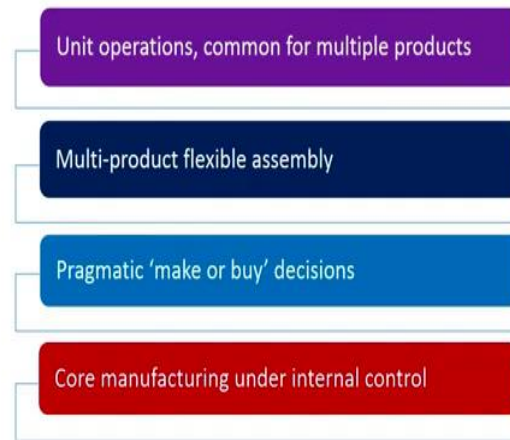 Unit operations, common for multiple products
Multi-product flexible assembly
Pragmatic ‘make or buy’ decisions
Core manufacturing under internal control